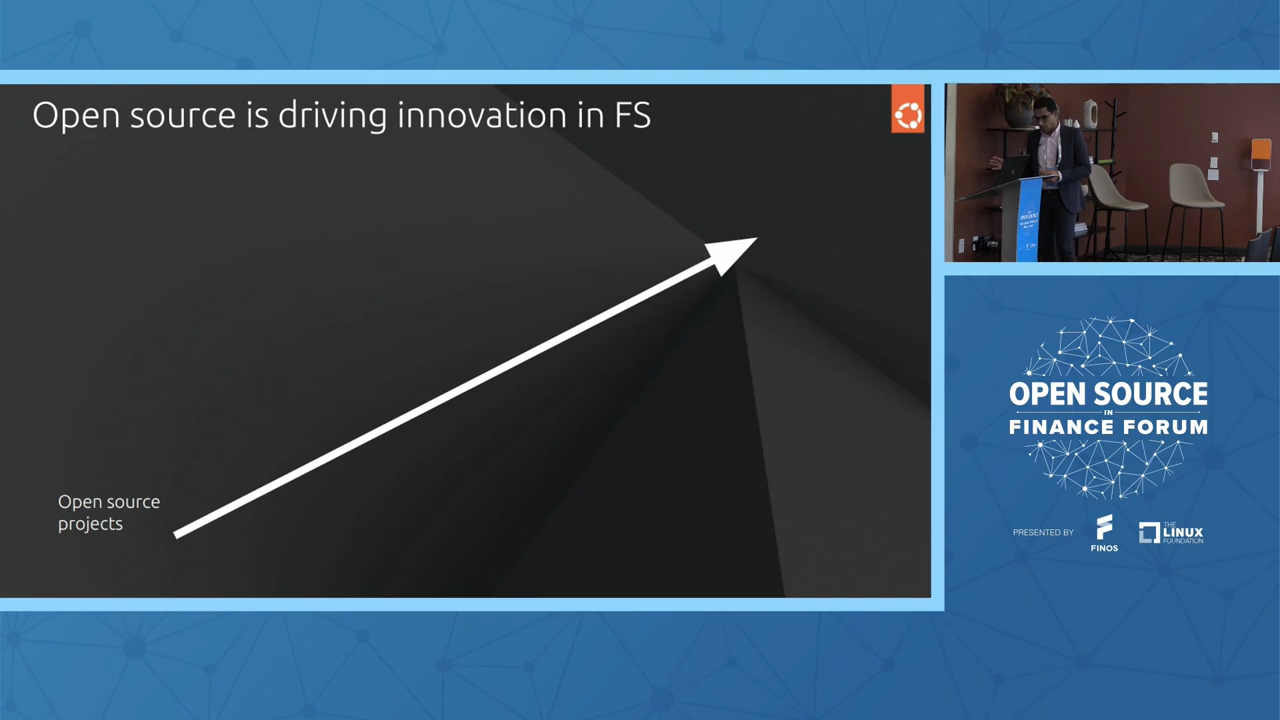 Open source is driving innovation in FS
Open source
projects
OPEN SOURCE
IN
FINANCE FORUM
PRESENTED BY
FINOS
THE
LINUX
FOUNDATION